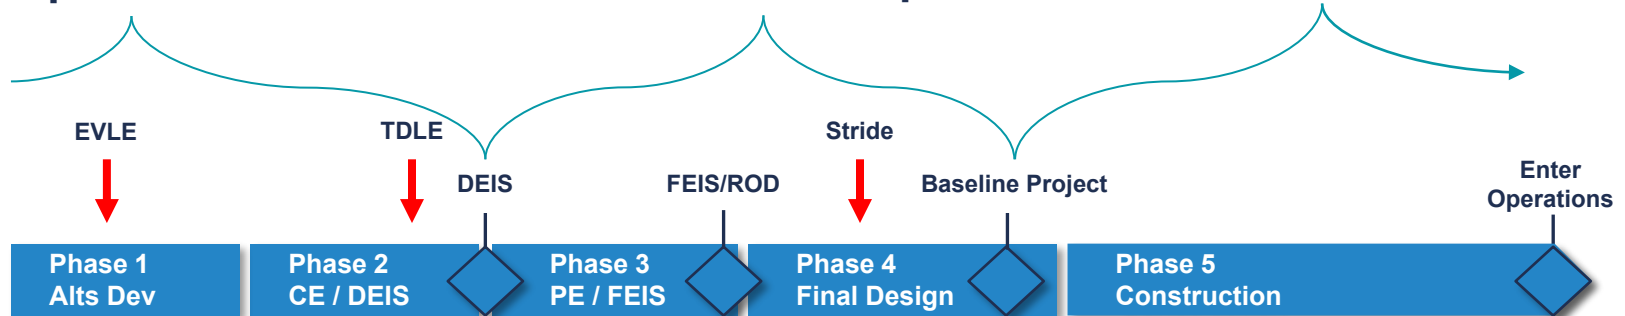 EVLE
TDLE
Stride
DEIS
FEIS/ROD
Baseline Project
Enter
Operations
Phase 1
Alts Dev
Phase 2
CE / DEIS
Phase 3
PE / FEIS
Phase 4
Final Design
Phase 5
Construction